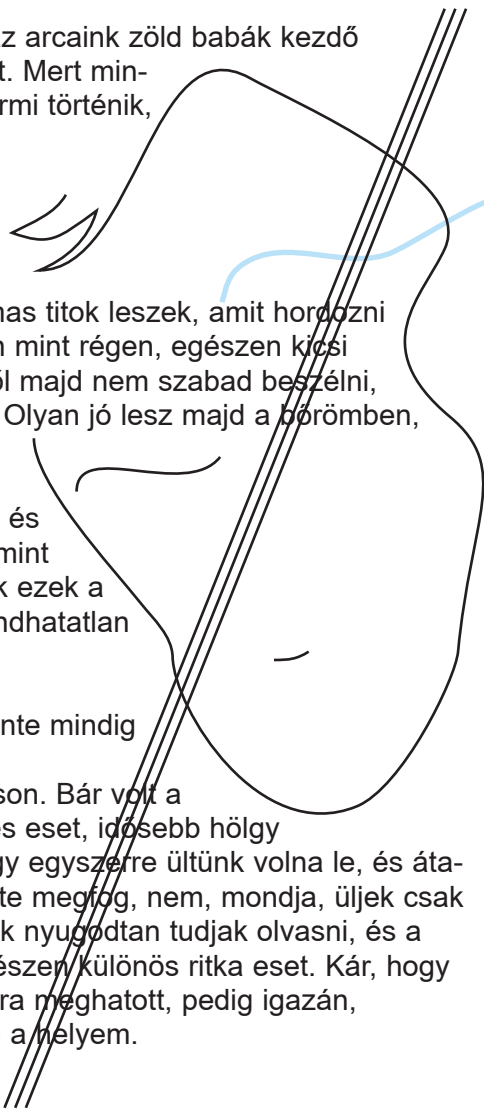 z arcaink zöld babák kezdő
t. Mert min-
rmi történik,
nas titok leszek, amit hordozni
n mint régen, egészen kicsi
ől majd nem szabad beszélni,
Olyan jó lesz majd a bőrömben,
és
mint
k ezek a
ndhatatlan
nte mindig
son. Bár volt a
es eset, idősebb hölgy
gy egyszerre ültünk volna le, és áta-
te megfog, nem, mondja, üljek csak
k nyugodtan tudjak olvasni, és a
észen különös ritka eset. Kár, hogy
ra meghatott, pedig igazán,
a helyem.